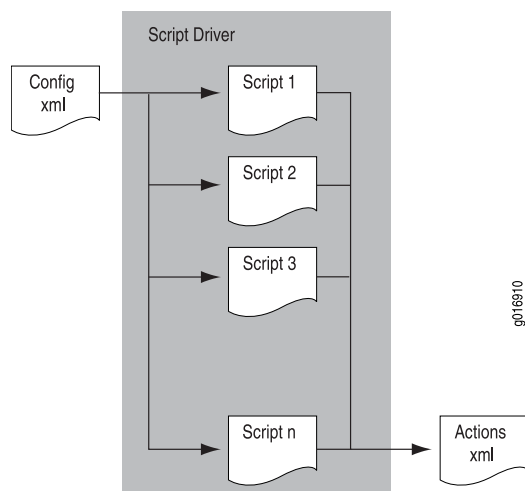 Script Driver
Config
xml
Script 1
Script 2
Script 3
Script n
Actions
xml
g016910